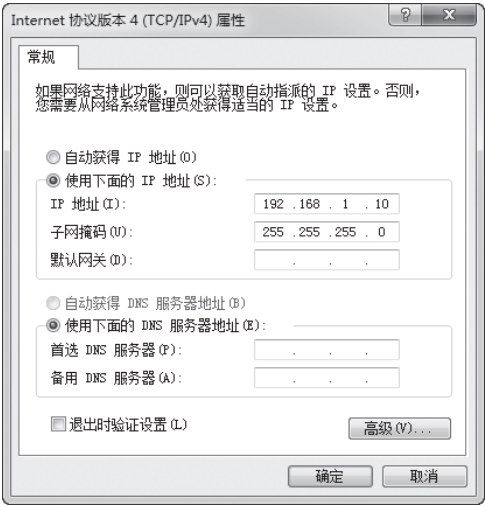 Internet 协议版本 4 (TCP/IPv4) 属性
常规
如果网络支持此功能，则可以获取自动指派的 IP 设置。否则，
您需要从网络系统管理员处获得适当的 IP 设置。
自动获得 IP 地址(O)
使用下面的 IP 地址(S):
IP 地址(I): 192 .168 . 1 . 10
子网掩码(U): 255 .255 .255 . 0
默认网关(D): . . .
自动获得 DNS 服务器地址(B)
使用下面的 DNS 服务器地址(E):
首选 DNS 服务器(P): . . .
备用 DNS 服务器(A): . . .
退出时验证设置(L)
高级(V)...
确定 取消